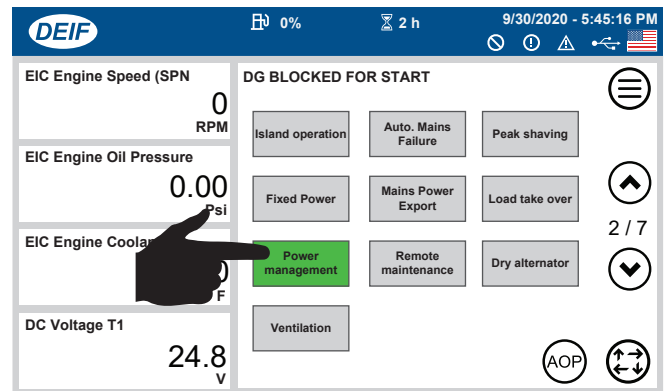 DEIF
0%
2 h
9/30/2020 - 5:45:16 PM
EIC Engine Speed (SPN
0
RPM
EIC Engine Oil Pressure
0.00
Psi
EIC Engine Coola
0
F
DC Voltage T1
24.8
V
DG BLOCKED FOR START
Island operation
Auto. Mains
Failure
Peak shaving
Fixed Power
Mains Power
Export
Load take over
Power
management
Remote
maintenance
Dry alternator
Ventilation
2 / 7
AOP